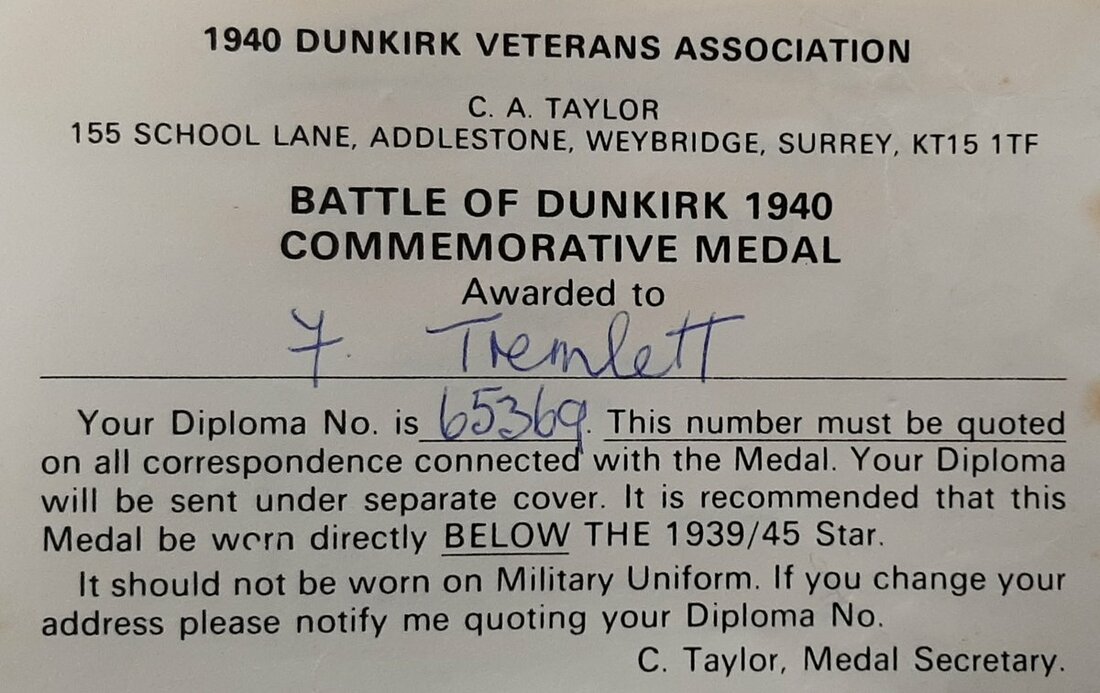 1940 DUNKIRK VETERANS ASSOCIATION
C. A. TAYLOR
155 SCHOOL LANE, ADDLESTONE, WEYBRIDGE, SURREY, KT15 1TF
BATTLE OF DUNKIRK 1940
COMMEMORATIVE MEDAL
Awarded to
F. Tremlett
Your Diploma No. is 65369. This number must be quoted
on all correspondence connected with the Medal. Your Diploma
will be sent under separate cover. It is recommended that this
Medal be worn directly BELOW THE 1939/45 Star.
It should not be worn on Military Uniform. If you change your
address please notify me quoting your Diploma No.
C. Taylor, Medal Secretary.